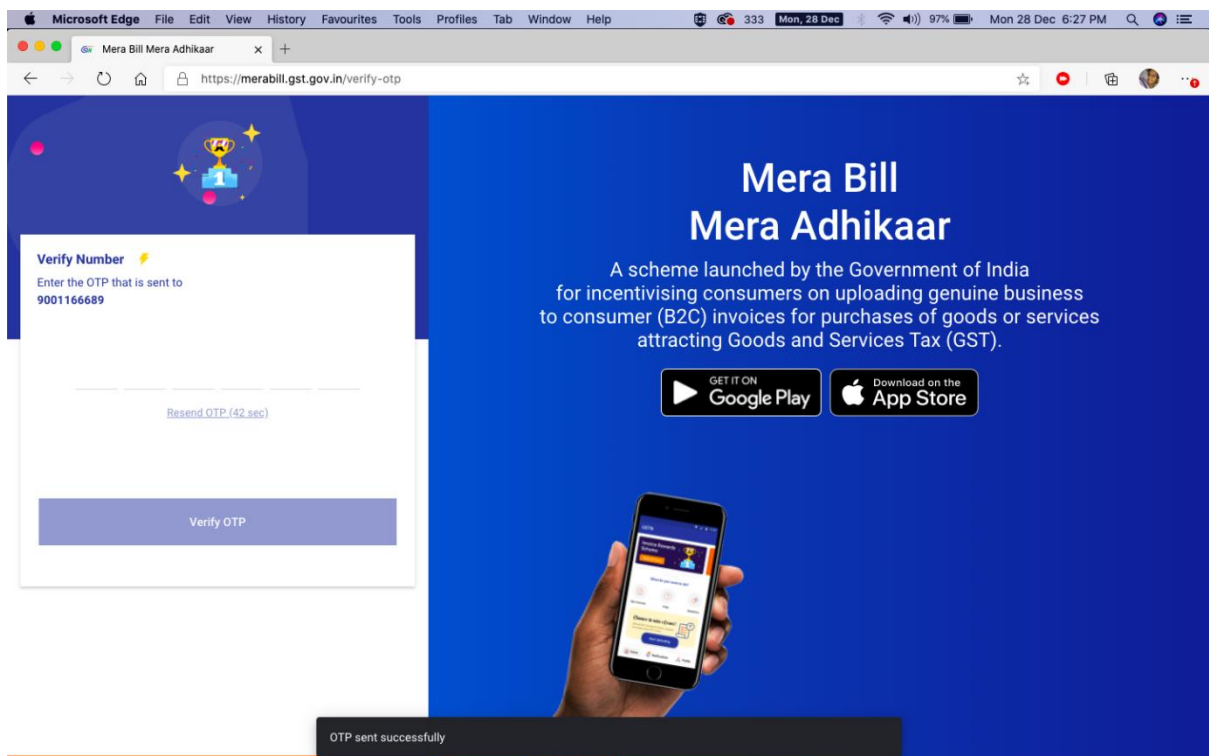 Microsoft Edge File Edit View History Favourites Tools Profiles Tab Window Help 333 Mon, 28 Dec 97% Mon 28 Dec 6:27 PM
Mera Bill Mera Adhikaar
https://merabill.gst.gov.in/verify-otp
Verify Number
Enter the OTP that is sent to
9001166689
Resend OTP (42 sec)
Verify OTP
Mera Bill
Mera Adhikaar
A scheme launched by the Government of India
for incentivising consumers on uploading genuine business
to consumer (B2C) invoices for purchases of goods or services
attracting Goods and Services Tax (GST).
GET IT ON
Google Play
Download on the
App Store
1
OTP sent successfully